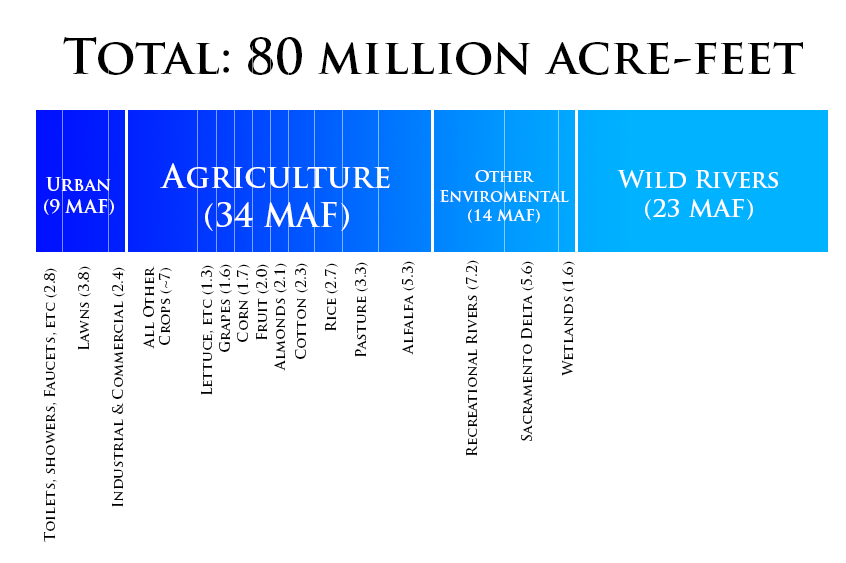 Total: 80 million acre-feet
Urban
(9 MAF)
Agriculture
(34 MAF)
Other
Enviromental
(14 MAF)
Wild Rivers
(23 MAF)
Toilets, showers, Faucets, etc (2.8)
Lawns (3.8)
Industrial & Commercial (2.4)
All Other
Crops (~7)
Lettuce, etc (1.3)
Grapes (1.6)
Corn (1.7)
Fruit (2.0)
Almonds (2.1)
Cotton (2.3)
Rice (2.7)
Pasture (3.3)
Alfalfa (5.3)
Recreational Rivers (7.2)
Sacramento Delta (5.6)
Wetlands (1.6)